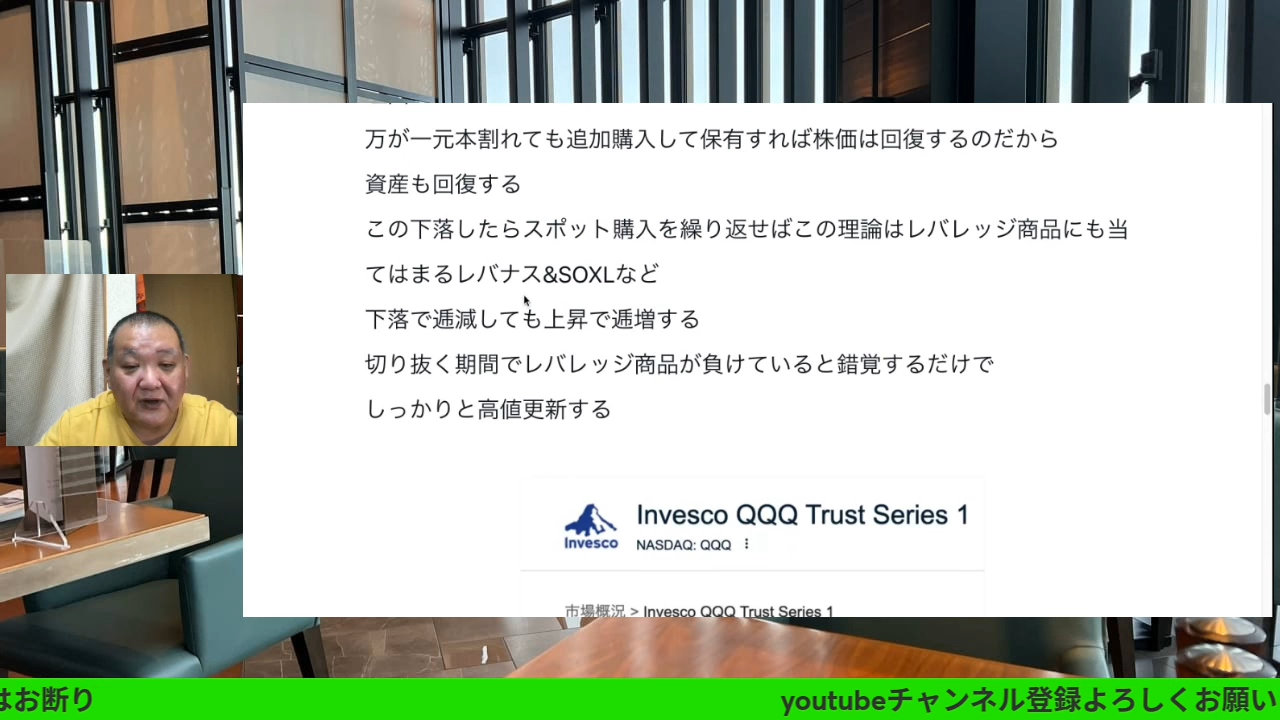 万が一元本割れても追加購入して保有すれば株価は回復するのだから
資産も回復する
この下落したらスポット購入を繰り返せばこの理論はレバレッジ商品にも当
てはまるレバナス&SOXLなど
下落で逓減しても上昇で逓増する
切り抜く期間でレバレッジ商品が負けていると錯覚するだけで
しっかりと高値更新する
Invesco QQQ Trust Series 1
Invesco
NASDAQ: QQQ
市場概況 > Invesco QQQ Trust Series 1
はお断り
youtubeチャンネル登録よろしくお願い